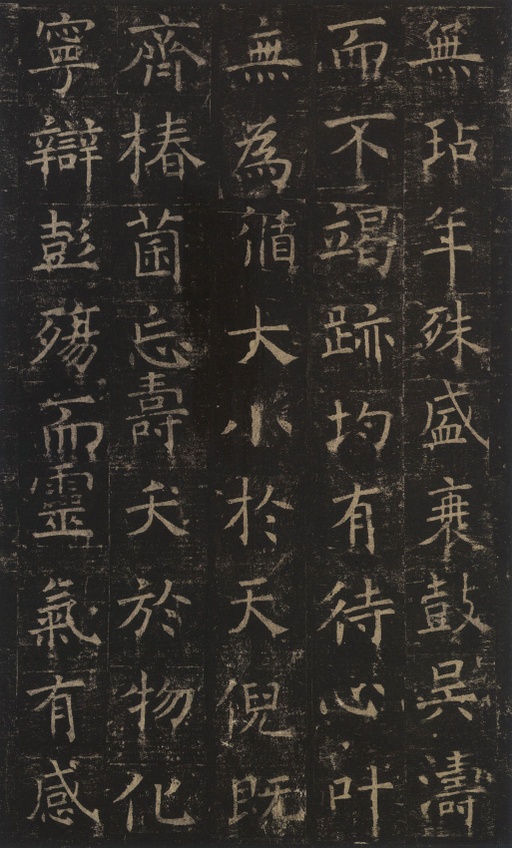 無玷年殊盛衰鼓吴濤
而不竭跡均有待心叶
無為循大小於天倪既
齊椿菌忘壽夭於物化
寧辯彭殤而靈氣有感